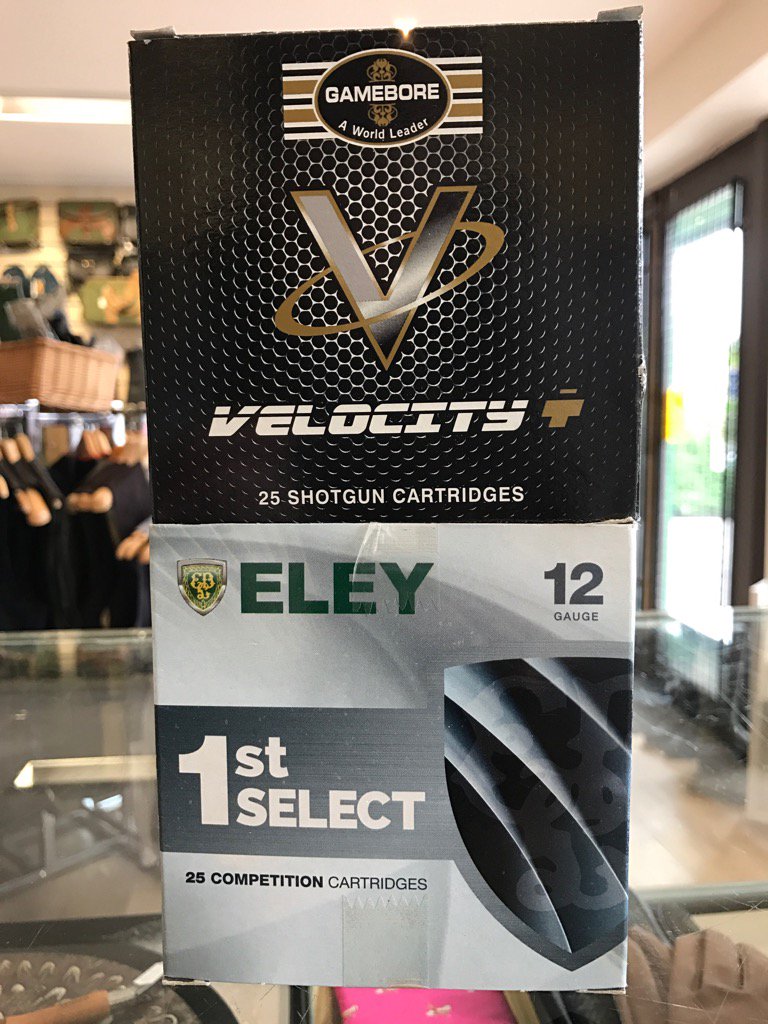 GAMEBORE
A World Leader
V
VELOCITY +
25 SHOTGUN CARTRIDGES
ELEY
12
GAUGE
1st
SELECT
25 COMPETITION CARTRIDGES